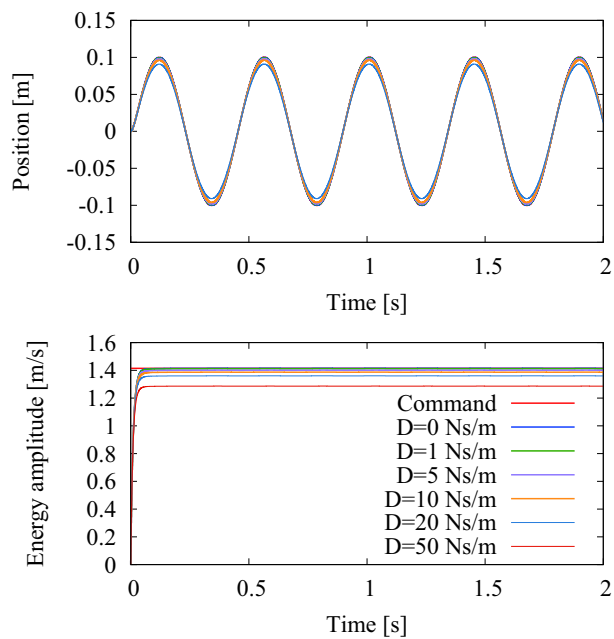 Position [m]
0.15
0.1
0.05
0
-0.05
-0.1
-0.15
0 0.5 1 1.5 2
Time [s]
Energy amplitude [m/s]
1.6
1.4
1.2
1
0.8
0.6
0.4
0.2
0
Command
D=0 Ns/m
D=1 Ns/m
D=5 Ns/m
D=10 Ns/m
D=20 Ns/m
D=50 Ns/m
0 0.5 1 1.5 2
Time [s]